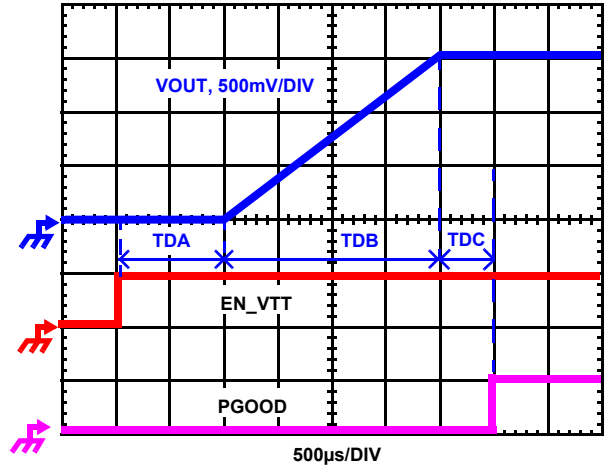 VOUT, 500mV/DIV
TDA
TDB
TDC
EN_VTT
PGOOD
500µs/DIV